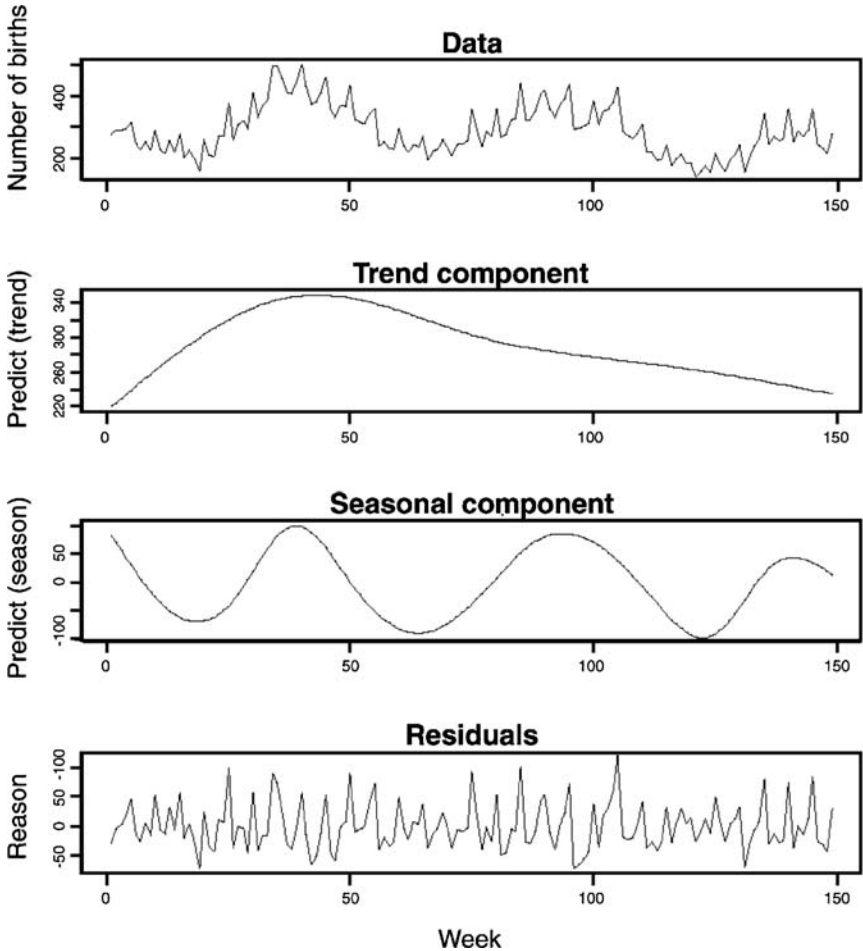 Data
Number of births
400
200
0 50 100 150
Trend component
Predict (trend)
340
300
260
220
0 50 100 150
Seasonal component
Predict (season)
50
0
-100
0 50 100 150
Residuals
Reason
-100
50
0
-50
0 50 100 150
Week